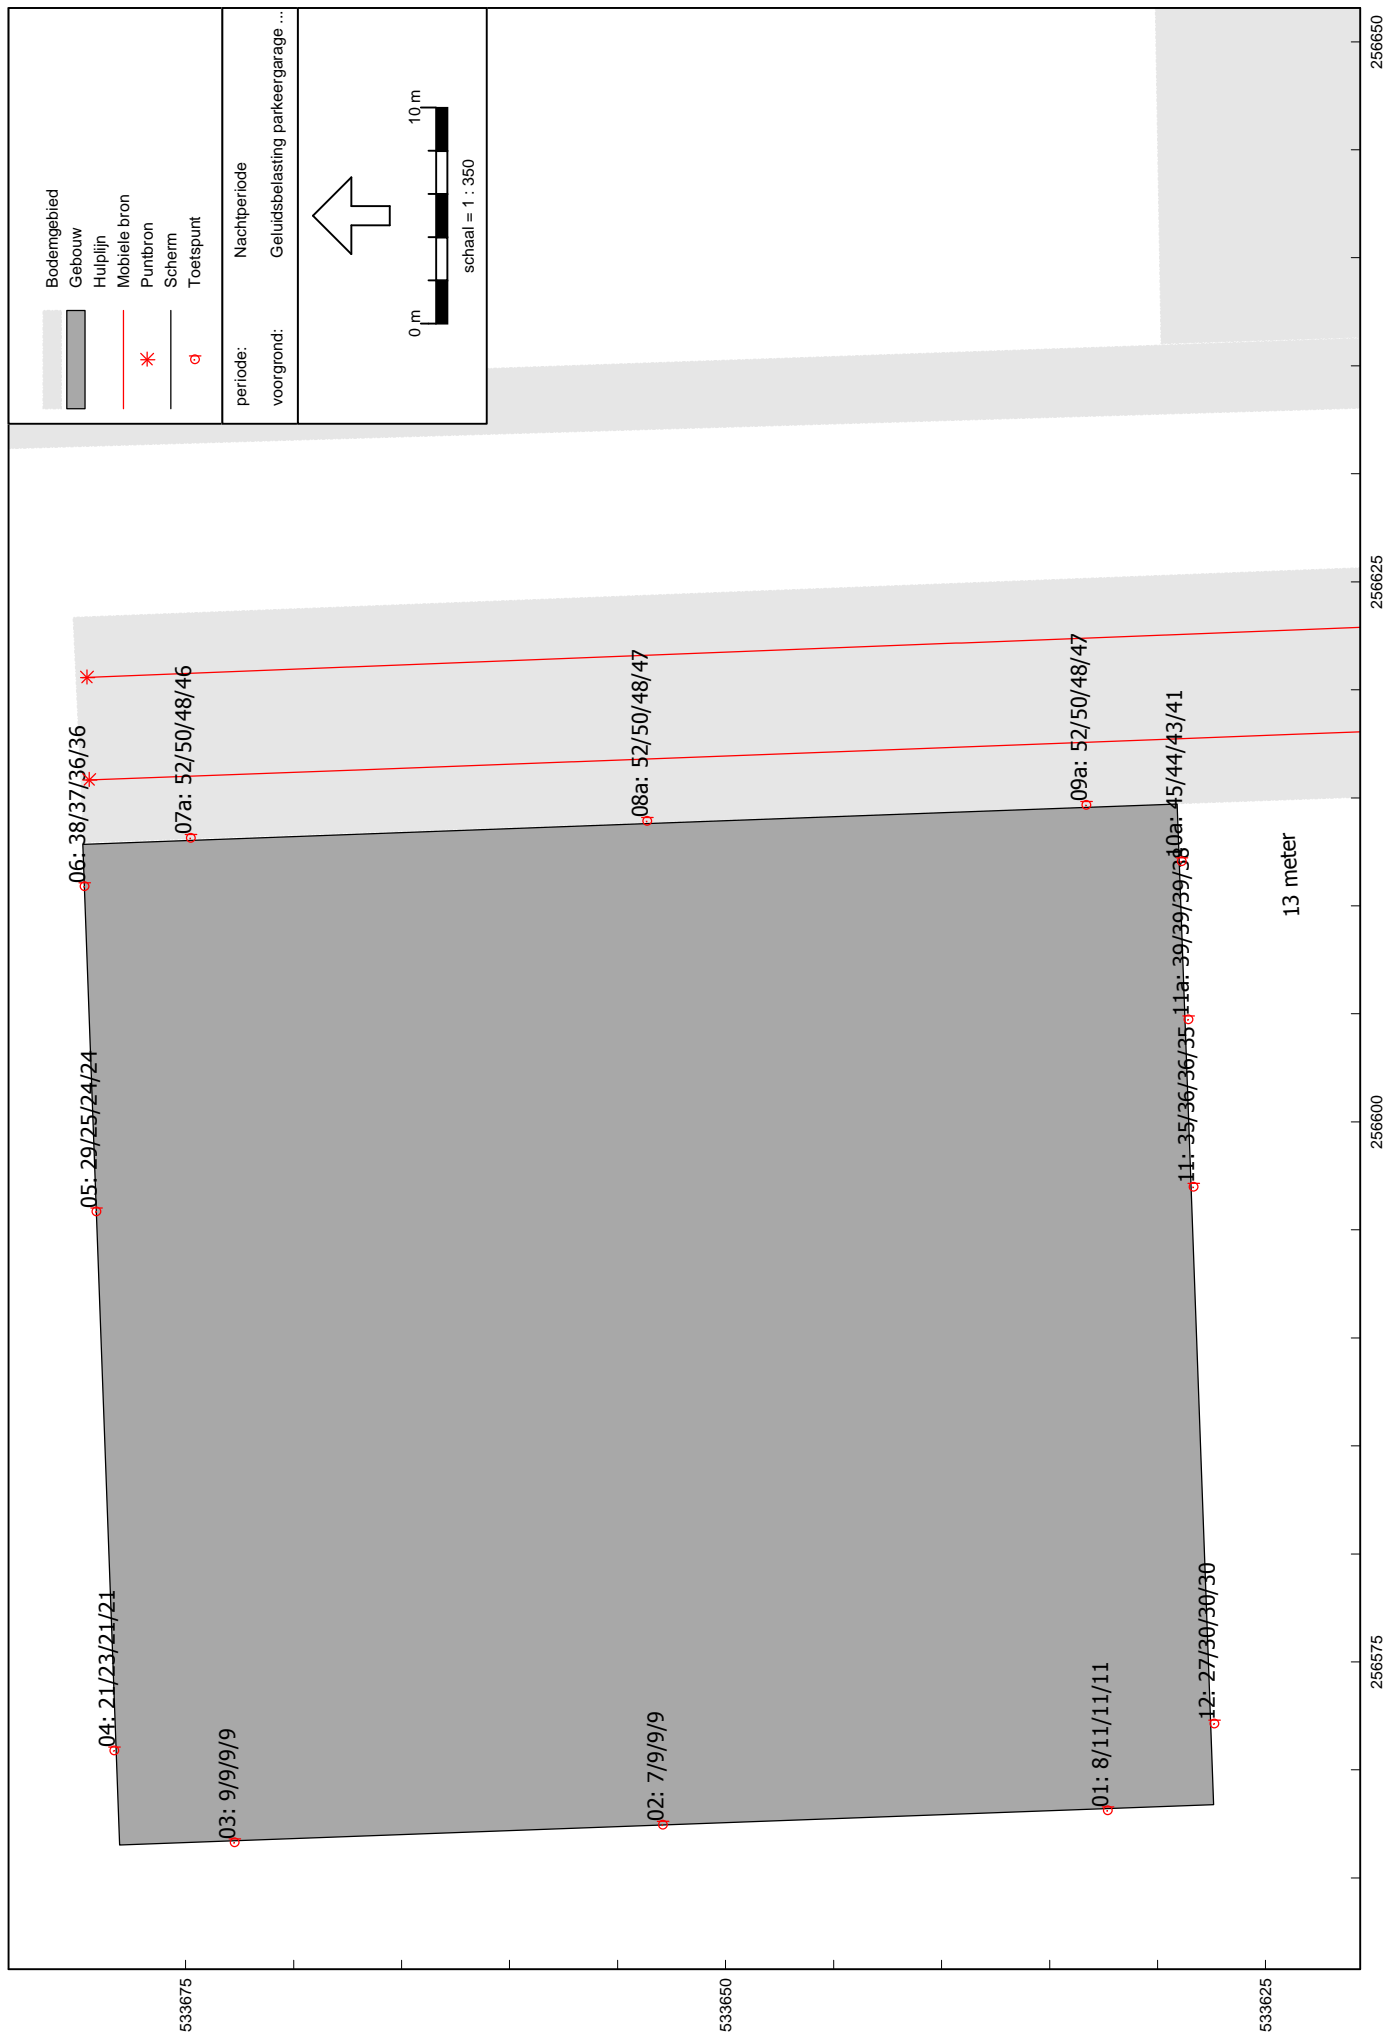 Bodemgebied
Gebouw
Hulplijn
Mobiele bron
Puntbron
Scherm
Toetspunt
periode: Nachtperiode
voorgrond: Geluidsbelasting parkeergarage ...
0 m 10 m
schaal = 1 : 350
06: 38/37/36/36
07a: 52/50/48/46
08a: 52/50/48/47
09a: 52/50/48/47
10a: 45/44/43/41
11a: 39/39/39/38
11: 35/36/36/35
13 meter
05: 29/25/24/24
04: 21/23/21/21
03: 9/9/9/9
02: 7/9/9/9
01: 8/11/11/11
12: 27/30/30/30
533675
533650
533625
256575
256600
256625
256650